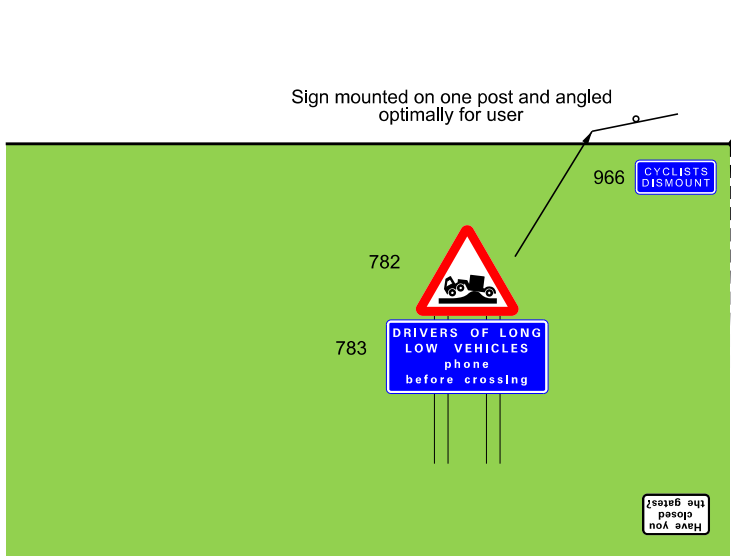 Sign mounted on one post and angled
optimally for user
966
CYCLISTS
DISMOUNT
782
783
DRIVERS OF LONG
LOW VEHICLES
phone
before crossing
Have you
closed
the gates?